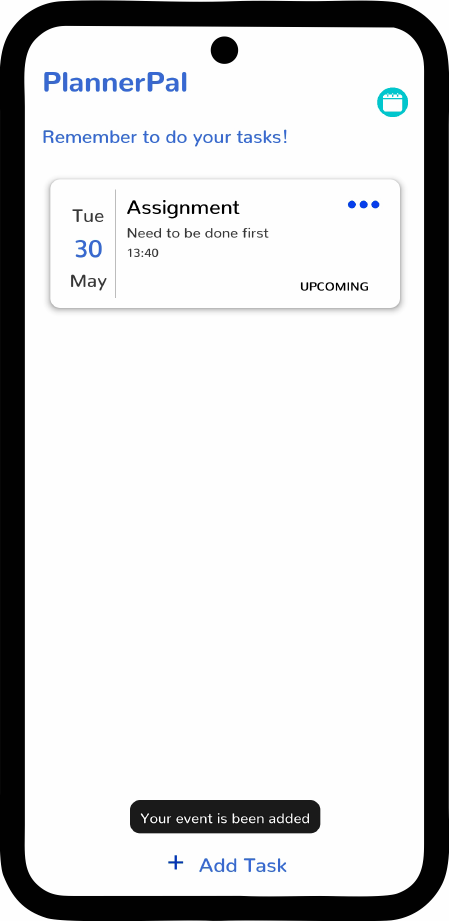 PlannerPal
Remember to do your tasks!
Tue
30
May
Assignment
Need to be done first
13:40
UPCOMING
Your event is been added
+ Add Task